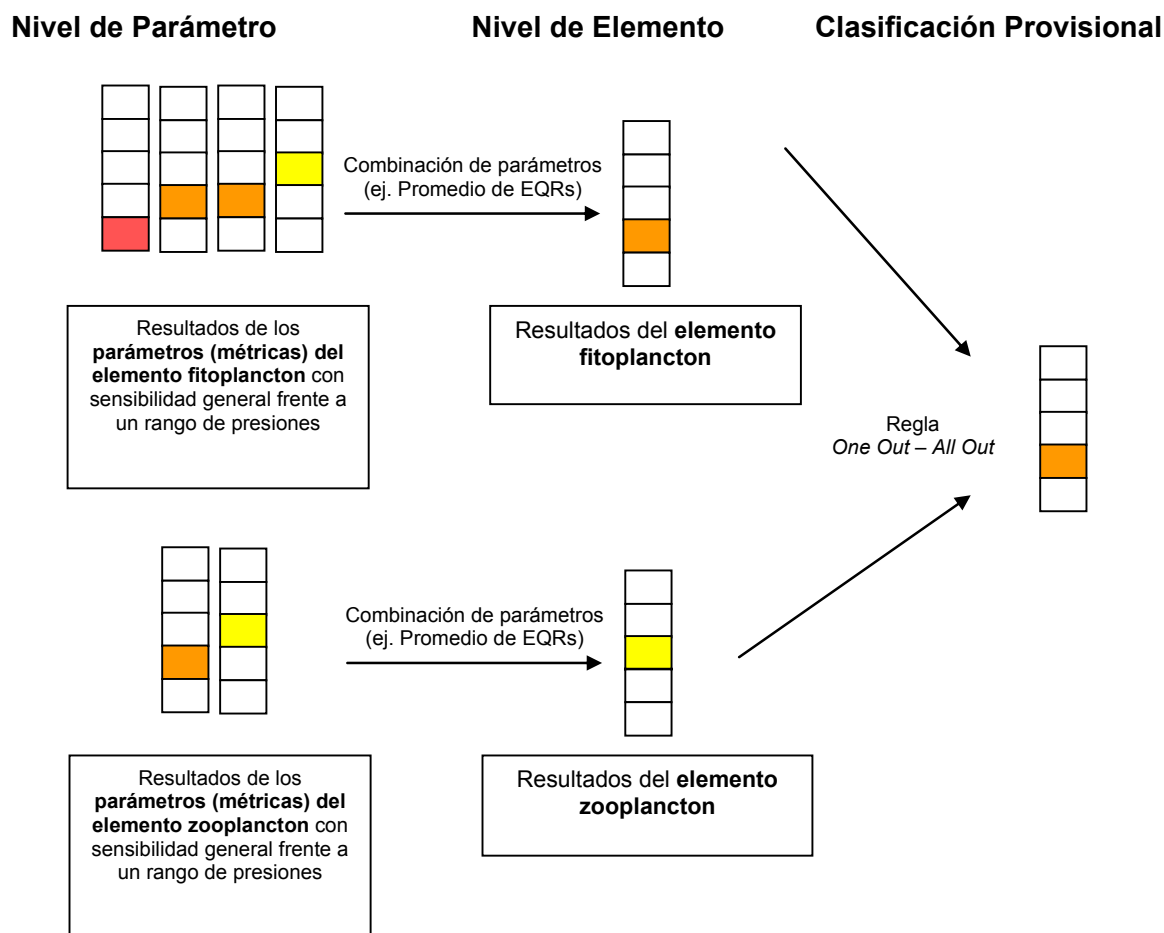 Nivel de Parámetro
Nivel de Elemento
Clasificación Provisional
Combinación de parámetros
(ej. Promedio de EQRs)
Resultados de los
parámetros (métricas) del
elemento fitoplancton con
sensibilidad general frente a
un rango de presiones
Resultados del elemento
fitoplancton
Regla
One Out – All Out
Combinación de parámetros
(ej. Promedio de EQRs)
Resultados de los
parámetros (métricas) del
elemento zooplancton con
sensibilidad general frente a
un rango de presiones
Resultados del elemento
zooplancton